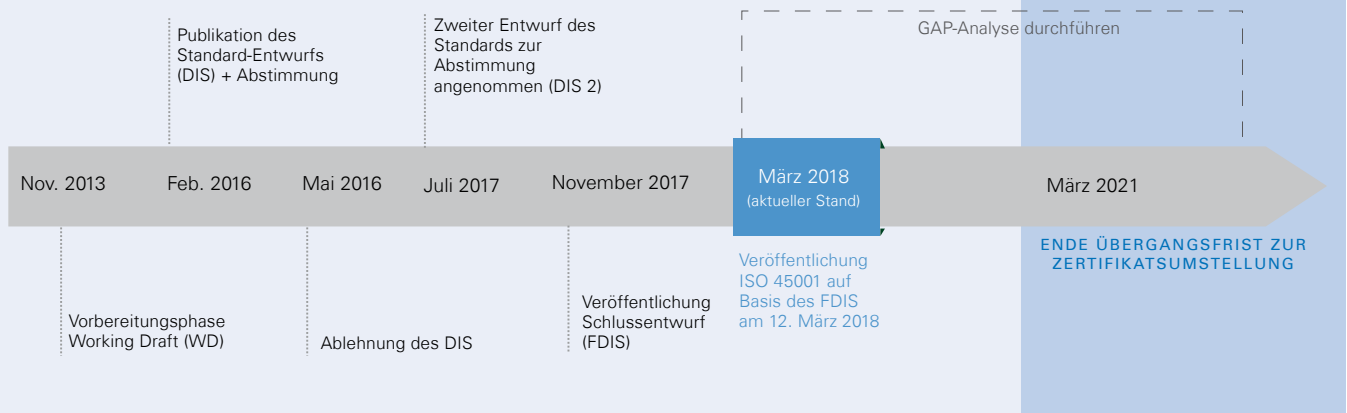 Publikation des
Standard-Entwurfs
(DIS) + Abstimmung
Zweiter Entwurf des
Standards zur
Abstimmung
angenommen (DIS 2)
GAP-Analyse durchführen
Nov. 2013
Feb. 2016
Mai 2016
Juli 2017
November 2017
März 2018
(aktueller Stand)
März 2021
Vorbereitungsphase
Working Draft (WD)
Ablehnung des DIS
Veröffentlichung
Schlussentwurf
(FDIS)
Veröffentlichung
ISO 45001 auf
Basis des FDIS
am 12. März 2018
ENDE ÜBERGANGSFRIST ZUR
ZERTIFIKATSUMSTELLUNG